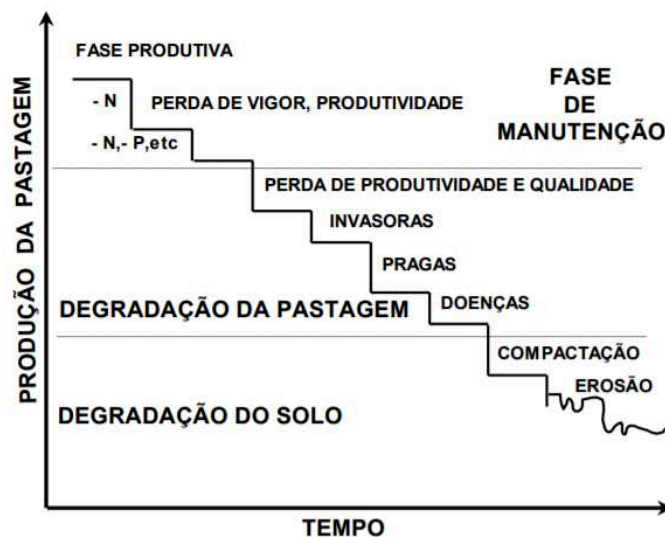 FASE PRODUTIVA
FASE
DE
MANUTENÇÃO
- N
PERDA DE VIGOR, PRODUTIVIDADE
- N,- P,etc
PERDA DE PRODUTIVIDADE E QUALIDADE
INVASORAS
PRAGAS
DEGRADAÇÃO DA PASTAGEM
DOENÇAS
COMPACTAÇÃO
EROSÃO
DEGRADAÇÃO DO SOLO
PRODUÇÃO DA PASTAGEM
TEMPO